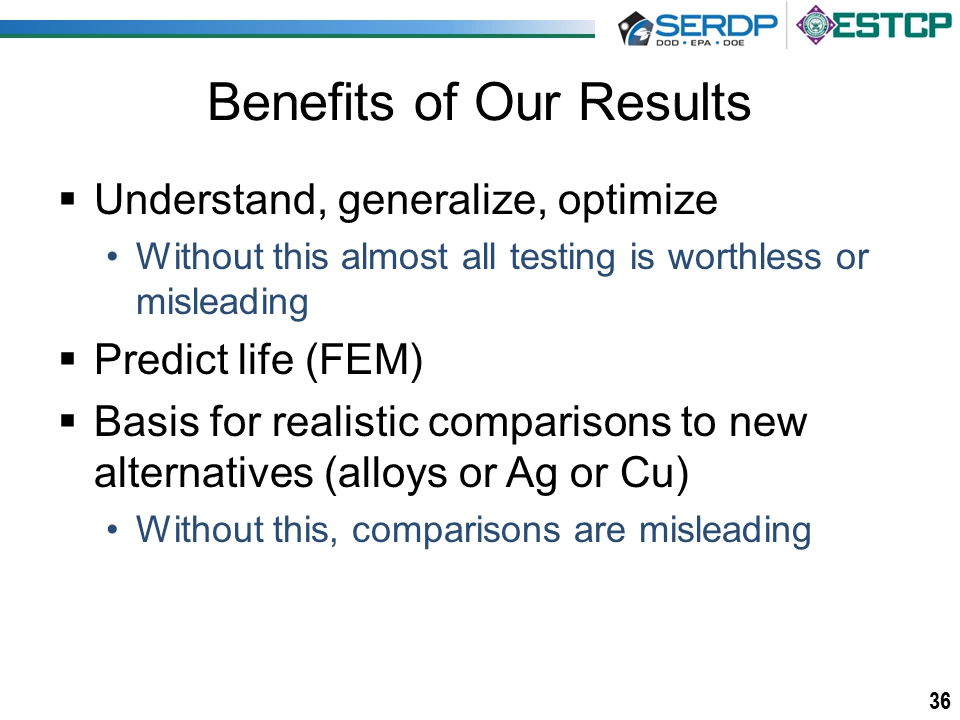 SERDP
DOD • EPA • DOE
ESTCP
Benefits of Our Results
▪ Understand, generalize, optimize
• Without this almost all testing is worthless or
misleading
▪ Predict life (FEM)
▪ Basis for realistic comparisons to new
alternatives (alloys or Ag or Cu)
• Without this, comparisons are misleading
36